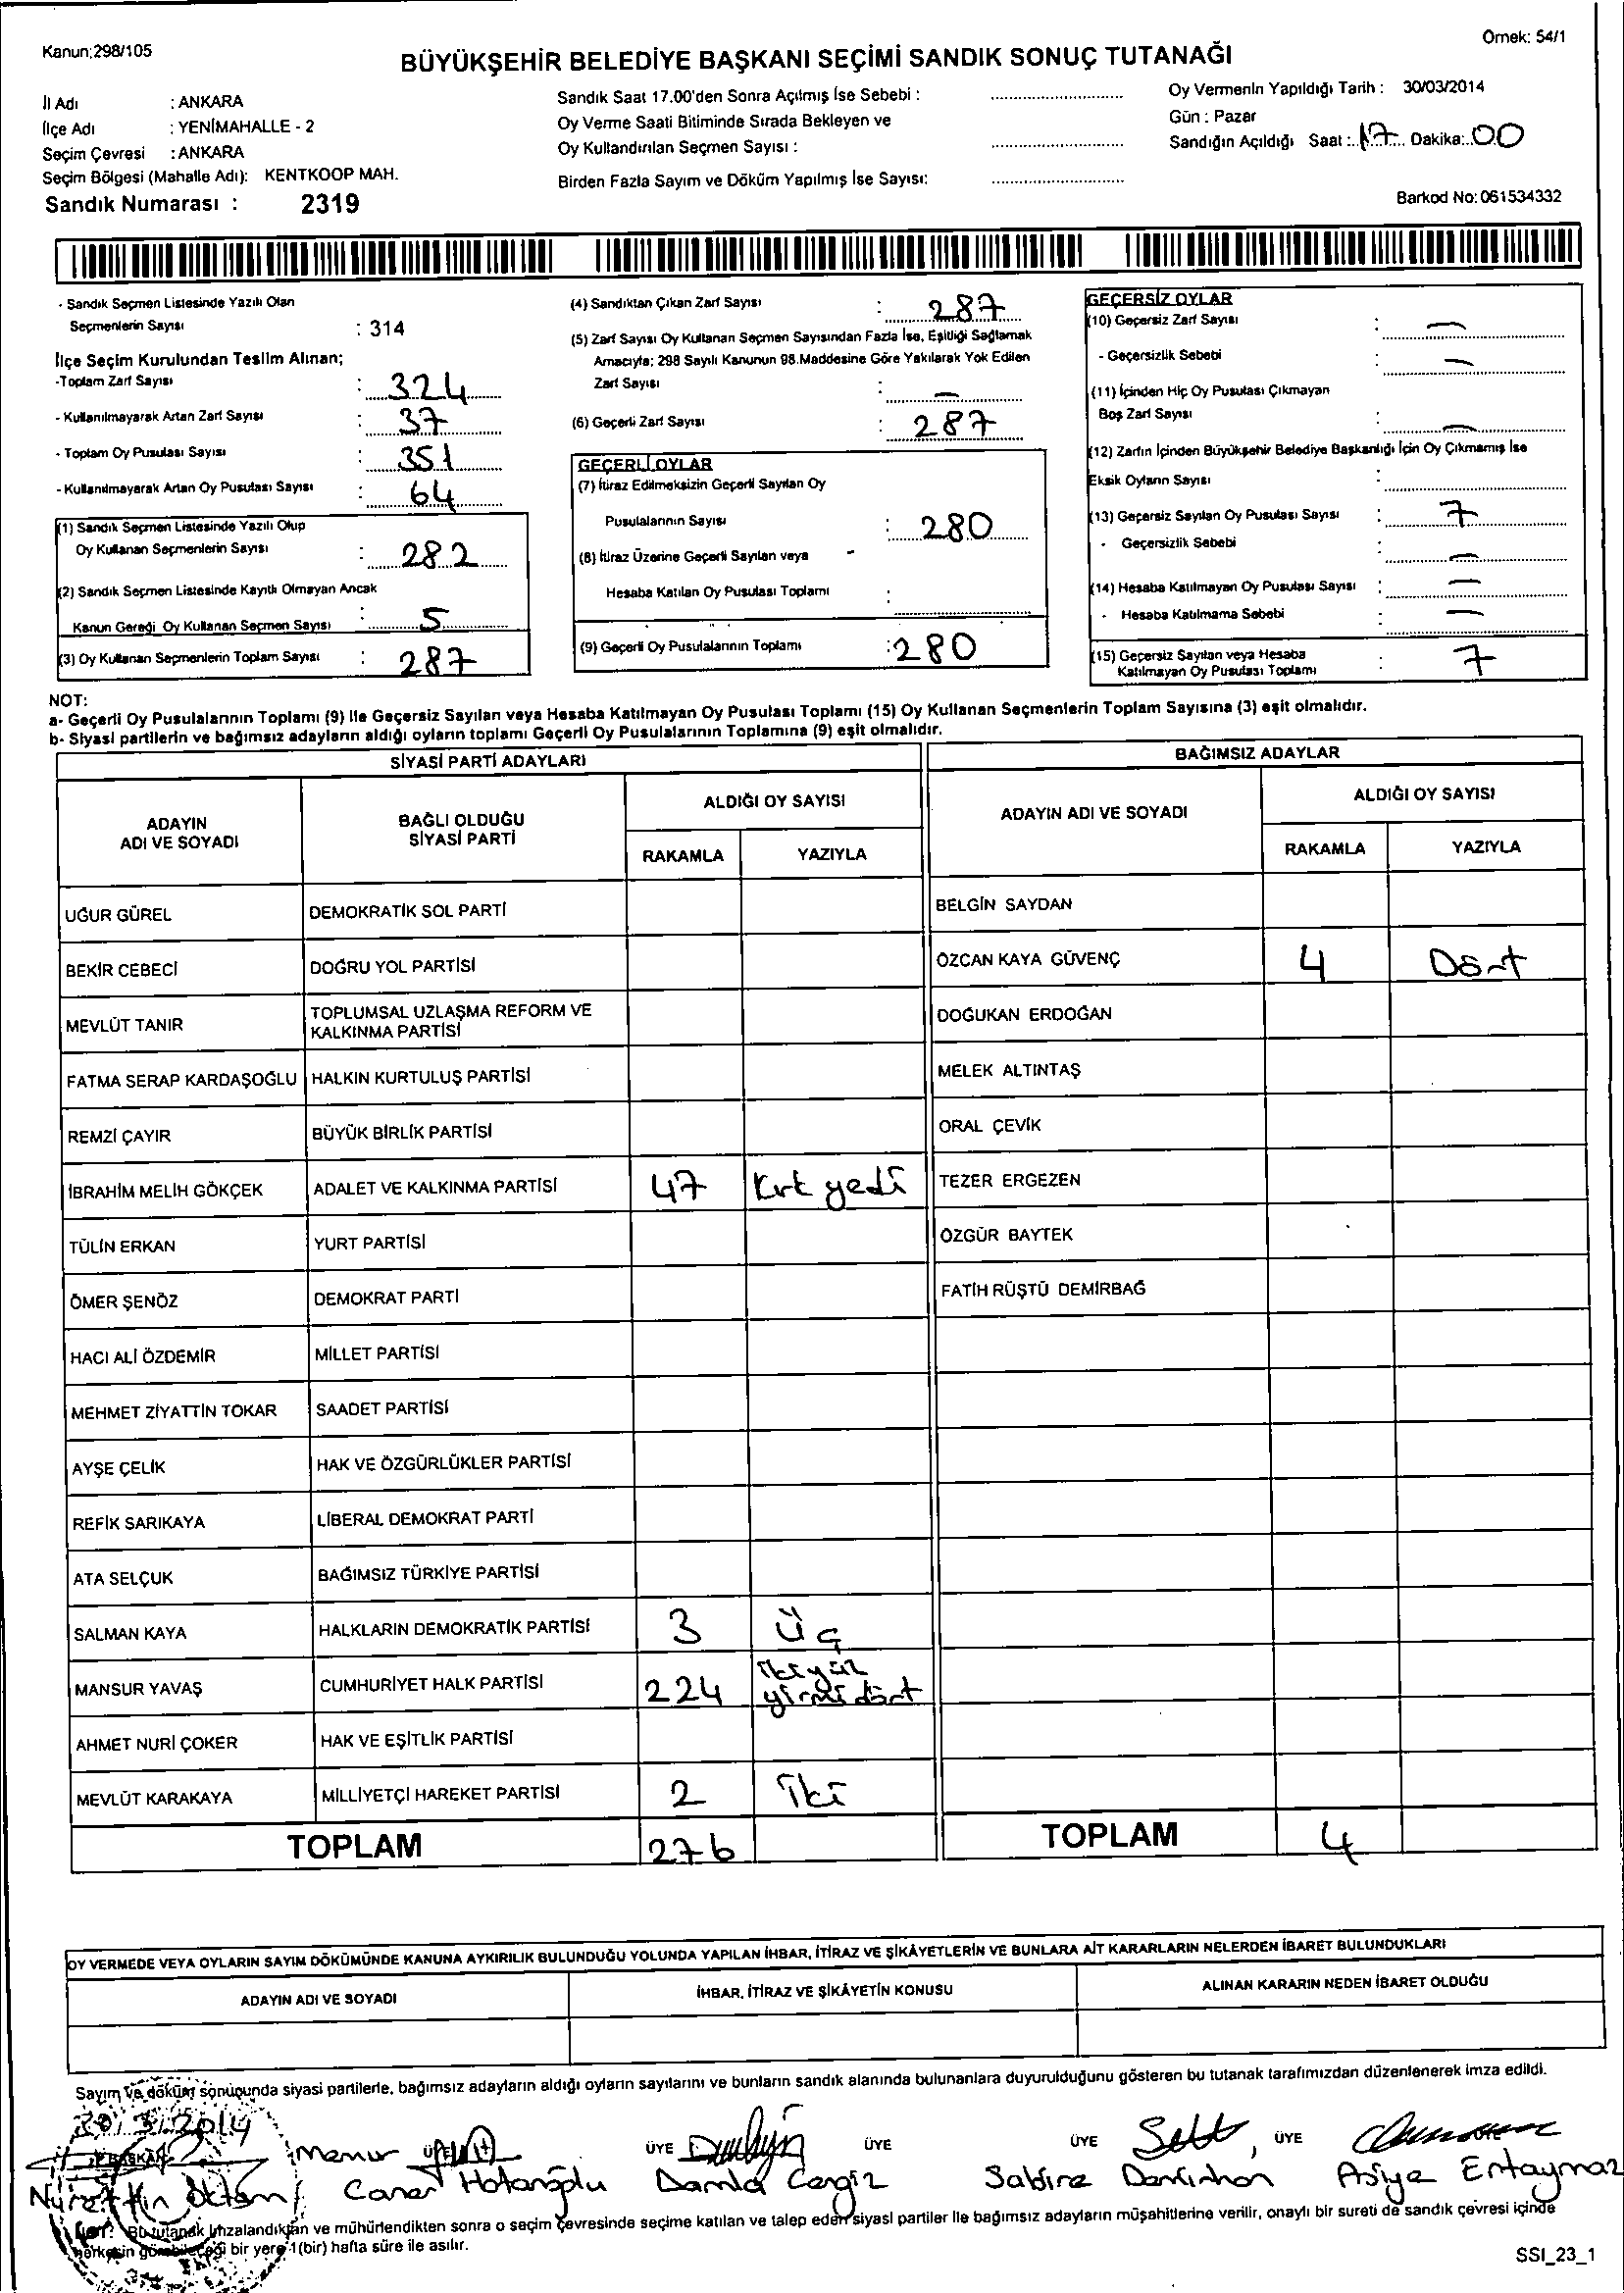 Kanun:298/105
Örnek: 54/1
BÜYÜKŞEHİR BELEDİYE BAŞKANI SEÇİMİ SANDIK SONUÇ TUTANAĞI
İl Adı : ANKARA
İlçe Adı : YENİMAHALLE - 2
Seçim Çevresi : ANKARA
Seçim Bölgesi (Mahalle Adı): KENTKOOP MAH.
Sandık Numarası : 2319
Sandık Saat 17.00'den Sonra Açılmış İse Sebebi :
Oy Verme Saati Bitiminde Sırada Bekleyen ve
Oy Kullandırılan Seçmen Sayısı :
Birden Fazla Sayım ve Döküm Yapılmış İse Sayısı:
Oy Vermenin Yapıldığı Tarih : 30/03/2014
Gün : Pazar
Sandığın Açıldığı Saat : 17 Dakika: 00
Barkod No: 061534332
- Sandık Seçmen Listesinde Yazılı Olan
Seçmenlerin Sayısı : 314
İlçe Seçim Kurulundan Teslim Alınan;
-Toplam Zarf Sayısı : 324
- Kullanılmayarak Artan Zarf Sayısı : 37
- Toplam Oy Pusulası Sayısı : 351
- Kullanılmayarak Artan Oy Pusulası Sayısı : 64
(1) Sandık Seçmen Listesinde Yazılı Olup
Oy Kullanan Seçmenlerin Sayısı : 282
(2) Sandık Seçmen Listesinde Kayıtlı Olmayan Ancak
Kanun Gereği Oy Kullanan Seçmen Sayısı : 5
(3) Oy Kullanan Seçmenlerin Toplam Sayısı : 287
(4) Sandıktan Çıkan Zarf Sayısı : 287
(5) Zarf Sayısı Oy Kullanan Seçmen Sayısından Fazla İse, Eşitliği Sağlamak
Amacıyla; 298 Sayılı Kanunun 98.Maddesine Göre Yakılarak Yok Edilen
Zarf Sayısı : —
(6) Geçerli Zarf Sayısı : 287
GEÇERLİ OYLAR
(7) İtiraz Edilmeksizin Geçerli Sayılan Oy
Pusulalarının Sayısı : 280
(8) İtiraz Üzerine Geçerli Sayılan veya -
Hesaba Katılan Oy Pusulası Toplamı :
(9) Geçerli Oy Pusulalarının Toplamı : 280
GEÇERSİZ OYLAR
(10) Geçersiz Zarf Sayısı : —
- Geçersizlik Sebebi : —
(11) İçinden Hiç Oy Pusulası Çıkmayan
Boş Zarf Sayısı : —
(12) Zarfın İçinden Büyükşehir Belediye Başkanlığı İçin Oy Çıkmamış İse
Eksik Oyların Sayısı :
(13) Geçersiz Sayılan Oy Pusulası Sayısı : 7
- Geçersizlik Sebebi : —
(14) Hesaba Katılmayan Oy Pusulası Sayısı : —
- Hesaba Katılmama Sebebi : —
(15) Geçersiz Sayılan veya Hesaba
Katılmayan Oy Pusulası Toplamı : 7
NOT:
a- Geçerli Oy Pusulalarının Toplamı (9) ile Geçersiz Sayılan veya Hesaba Katılmayan Oy Pusulası Toplamı (15) Oy Kullanan Seçmenlerin Toplam Sayısına (3) eşit olmalıdır.
b- Siyasi partilerin ve bağımsız adayların aldığı oyların toplamı Geçerli Oy Pusulalarının Toplamına (9) eşit olmalıdır.
SİYASİ PARTİ ADAYLARI
ADAYIN ADI VE SOYADI
BAĞLI OLDUĞU SİYASİ PARTİ
ALDIĞI OY SAYISI
RAKAMLA YAZIYLA
UĞUR GÜREL DEMOKRATİK SOL PARTİ
BEKİR CEBECİ DOĞRU YOL PARTİSİ
MEVLÜT TANIR TOPLUMSAL UZLAŞMA REFORM VE
KALKINMA PARTİSİ
FATMA SERAP KARDAŞOĞLU HALKIN KURTULUŞ PARTİSİ
REMZİ ÇAYIR BÜYÜK BİRLİK PARTİSİ
İBRAHİM MELİH GÖKÇEK ADALET VE KALKINMA PARTİSİ 47 Kırk yedi
TÜLİN ERKAN YURT PARTİSİ
ÖMER ŞENÖZ DEMOKRAT PARTİ
HACI ALİ ÖZDEMİR MİLLET PARTİSİ
MEHMET ZİYATTİN TOKAR SAADET PARTİSİ
AYŞE ÇELİK HAK VE ÖZGÜRLÜKLER PARTİSİ
REFİK SARIKAYA LİBERAL DEMOKRAT PARTİ
ATA SELÇUK BAĞIMSIZ TÜRKİYE PARTİSİ
SALMAN KAYA HALKLARIN DEMOKRATİK PARTİSİ 3 üç
MANSUR YAVAŞ CUMHURİYET HALK PARTİSİ 224 ikiyüz
yirmi dört
AHMET NURİ ÇOKER HAK VE EŞİTLİK PARTİSİ
MEVLÜT KARAKAYA MİLLİYETÇİ HAREKET PARTİSİ 2 iki
TOPLAM 276
BAĞIMSIZ ADAYLAR
ADAYIN ADI VE SOYADI
ALDIĞI OY SAYISI
RAKAMLA YAZIYLA
BELGİN SAYDAN
ÖZCAN KAYA GÜVENÇ 4 Dört
DOĞUKAN ERDOĞAN
MELEK ALTINTAŞ
ORAL ÇEVİK
TEZER ERGEZEN
ÖZGÜR BAYTEK
FATİH RÜŞTÜ DEMİRBAĞ
TOPLAM 4
OY VERMEDE VEYA OYLARIN SAYIM DÖKÜMÜNDE KANUNA AYKIRILIK BULUNDUĞU YOLUNDA YAPILAN İHBAR, İTİRAZ VE ŞİKÂYETLERİN VE BUNLARA AİT KARARLARIN NELERDEN İBARET BULUNDUKLARI
ADAYIN ADI VE SOYADI
İHBAR, İTİRAZ VE ŞİKÂYETİN KONUSU
ALINAN KARARIN NEDEN İBARET OLDUĞU
Sayım ve döküm sonucunda siyasi partilerle, bağımsız adayların aldığı oyların sayılarını ve bunların sandık alanında bulunanlara duyurulduğunu gösteren bu tutanak tarafımızdan düzenlenerek imza edildi.
30/3/2014
BAŞKAN memur ÜYE ÜYE ÜYE ÜYE ÜYE
Nurettin Öktem Caner Damla Cengiz Sabire Asiye
NOT: Bu tutanak imzalandıktan ve mühürlendikten sonra o seçim çevresinde seçime katılan ve talep eden siyasi partiler ile bağımsız adayların müşahitlerine verilir, onaylı bir sureti de sandık çevresi içinde
herkesin görebileceği bir yere 1(bir) hafta süre ile asılır.
SSI_23_1